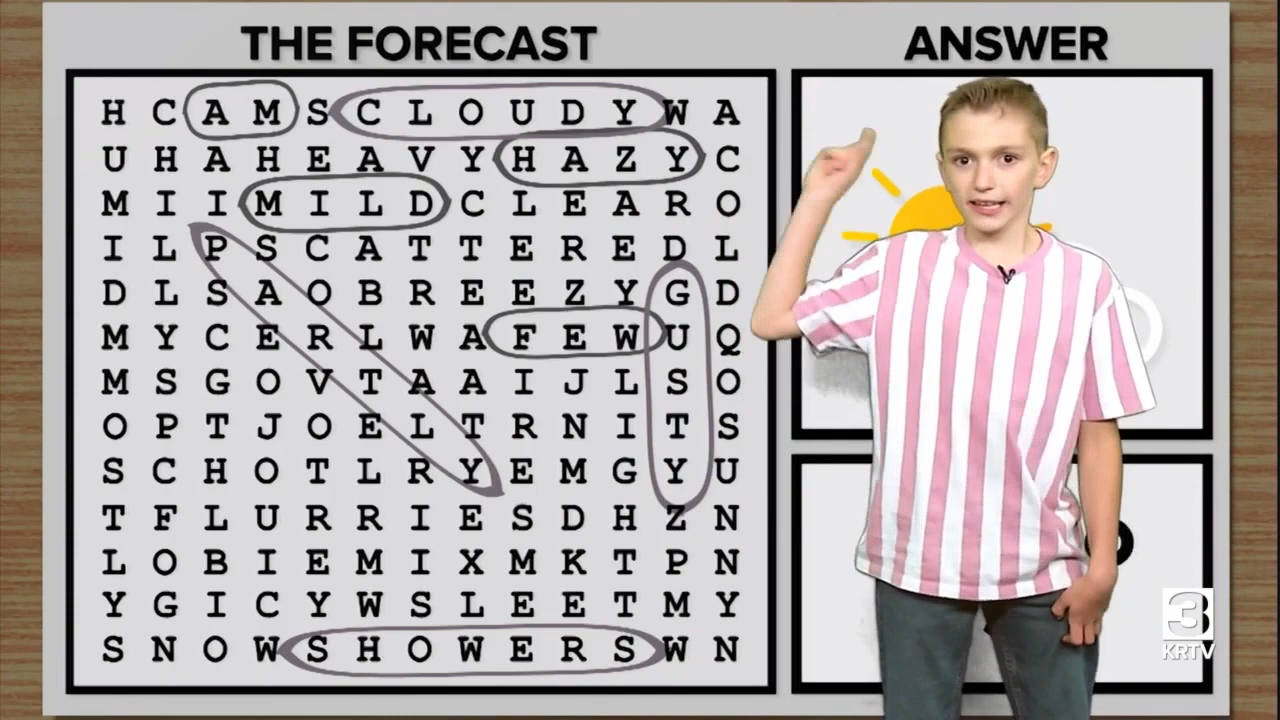 THE FORECAST
ANSWER
H C A M S C L O U D Y W A
U H A H E A V Y H A Z Y C
M I I M I L D C L E A R O
I L P S C A T T E R E D L
D L S A O B R E E Z Y G D
M Y C E R L W A F E W U Q
M S G O V T A A I J L S O
O P T J O E L T R N I T S
S C H O T L R Y E M G Y U
T F L U R R I E S D H Z N
L O B I E M I X M K T P N
Y G I C Y W S L E E T M Y
S N O W S H O W E R S W N
3
KRTV